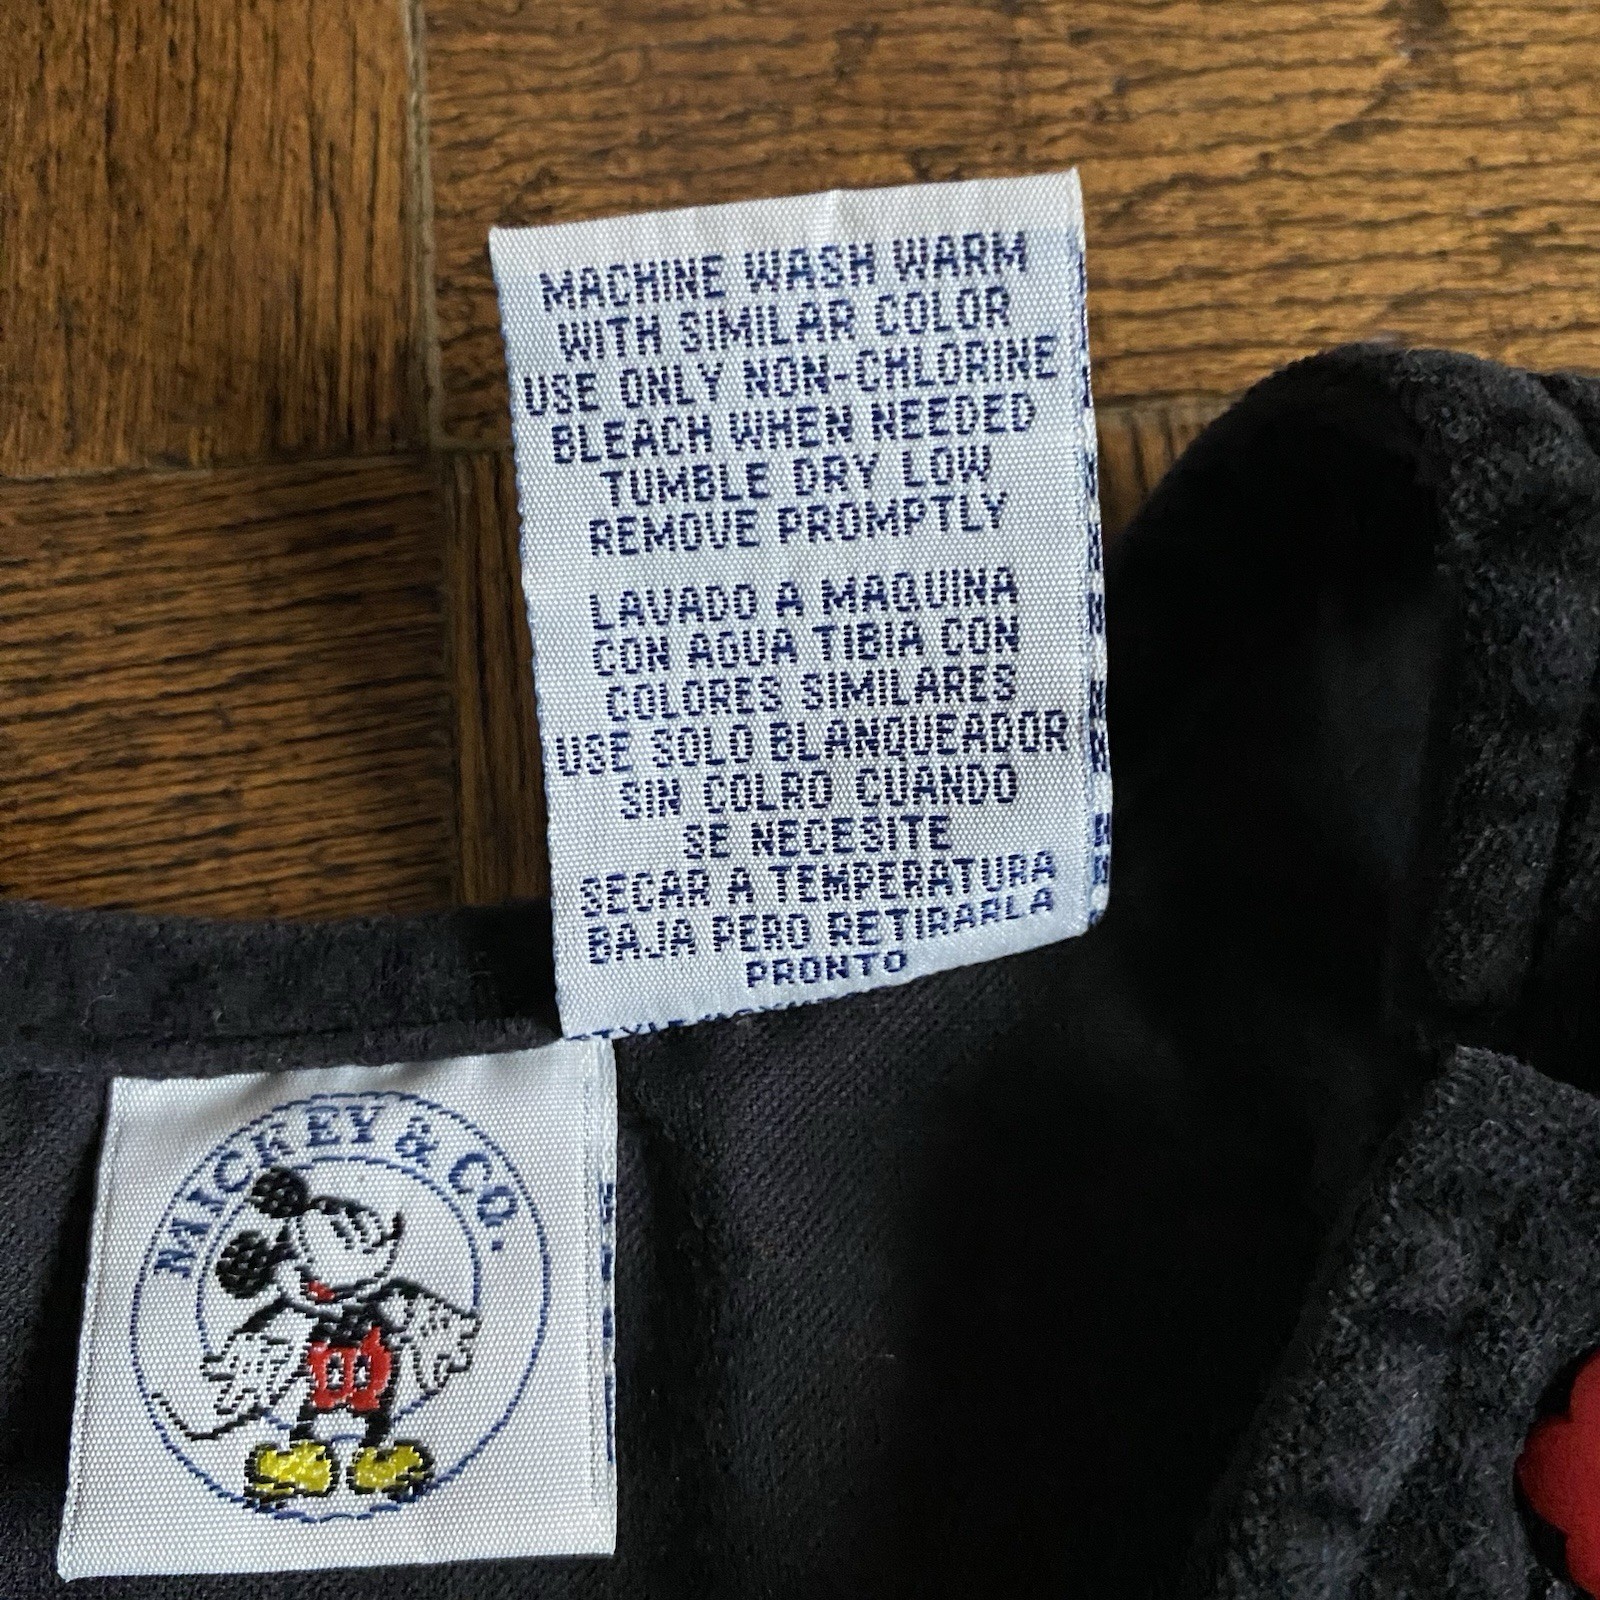 MACHINE WASH WARM
WITH SIMILAR COLOR
USE ONLY NON-CHLORINE
BLEACH WHEN NEEDED
TUMBLE DRY LOW
REMOVE PROMPTLY
LAVADO A MAQUINA
CON AGUA TIBIA CON
COLORES SIMILARES
USE SOLO BLANQUEADOR
SIN COLRO CUANDO
SE NECESITE
SECAR A TEMPERATURA
BAJA PERO RETIRARLA
PRONTO
STYLE
MICKEY & CO.